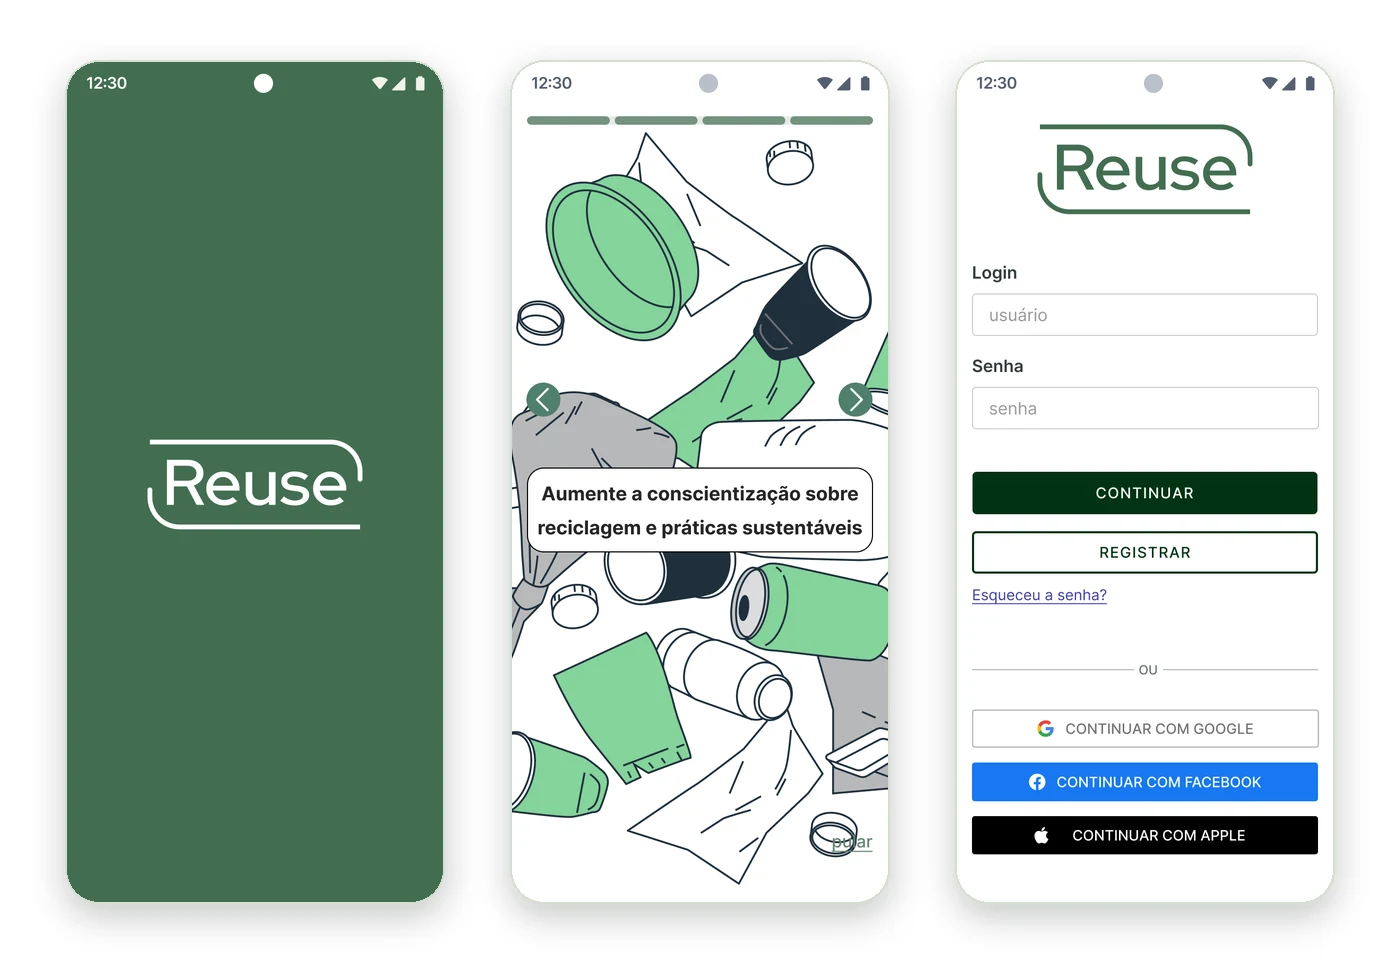 12:30
Reuse
12:30
Aumente a conscientização sobre
reciclagem e práticas sustentáveis
pular
12:30
Reuse
Login
usuário
Senha
senha
CONTINUAR
REGISTRAR
Esqueceu a senha?
OU
CONTINUAR COM GOOGLE
CONTINUAR COM FACEBOOK
CONTINUAR COM APPLE